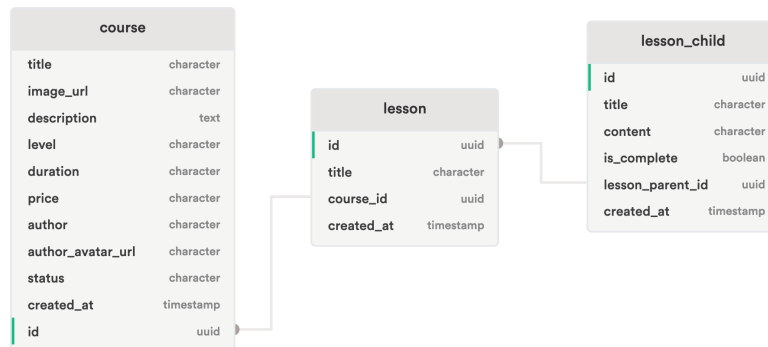 course
title character
image_url character
description text
level character
duration character
price character
author character
author_avatar_url character
status character
created_at timestamp
id uuid
lesson
id uuid
title character
course_id uuid
created_at timestamp
lesson_child
id uuid
title character
content character
is_complete boolean
lesson_parent_id uuid
created_at timestamp